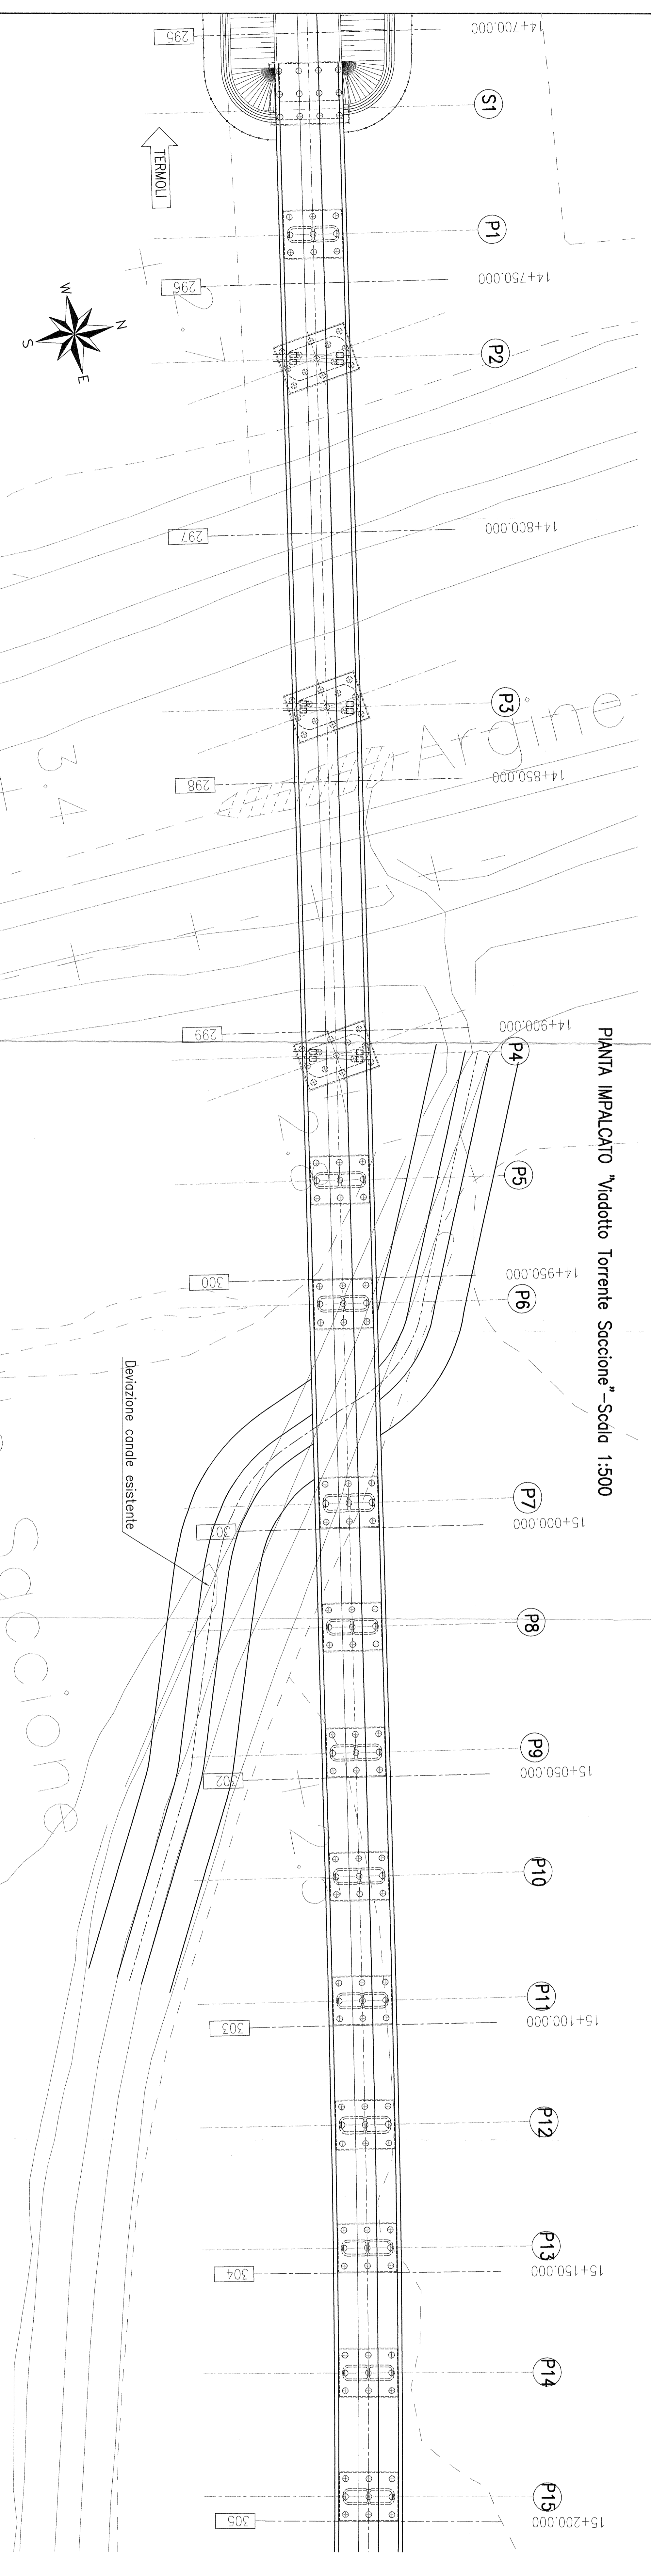 PIANTA IMPALCATO "Viadotto Torrente Saccione"-Scala 1:500
295
14+700.000
S1
TERMOLI
P1
296
14+750.000
W
N
S
E
P2
297
14+800.000
P3
Argine
298
14+850.000
3.4
299
14+900.000
P4
P5
300
14+950.000
P6
Deviazione canale esistente
P7
301
15+000.000
P8
saccione
P9
302
15+050.000
P10
P11
303
15+100.000
P12
P13
304
15+150.000
P14
P15
305
15+200.000